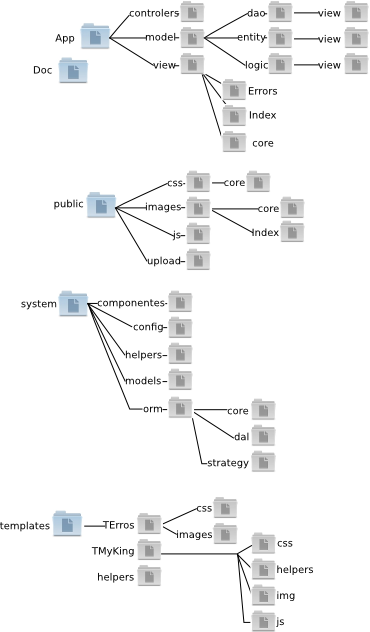 controlers
App
model
view
dao
view
entity
view
logic
view
Doc
Errors
Index
core
public
css
core
images
core
Index
js
upload
system
componentes
config
helpers
models
orm
core
dal
strategy
templates
TErros
css
images
TMyKing
css
helpers
helpers
img
js